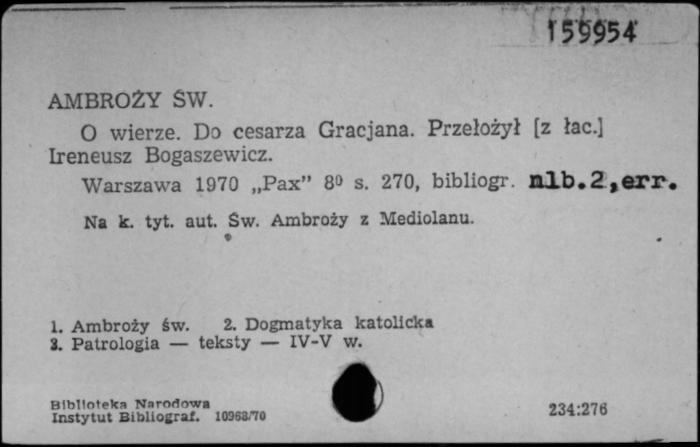 159954
AMBROŻY ŚW.
O wierze. Do cesarza Gracjana. Przełożył [z łac.]
Ireneusz Bogaszewicz.
Warszawa 1970 „Pax” 8⁰ s. 270, bibliogr. nlb.2,err.
Na k. tyt. aut. Św. Ambroży z Mediolanu.
1. Ambroży św. 2. Dogmatyka katolicka
3. Patrologia — teksty — IV-V w.
Biblioteka Narodowa
Instytut Bibliograf. 10968/70
234:276